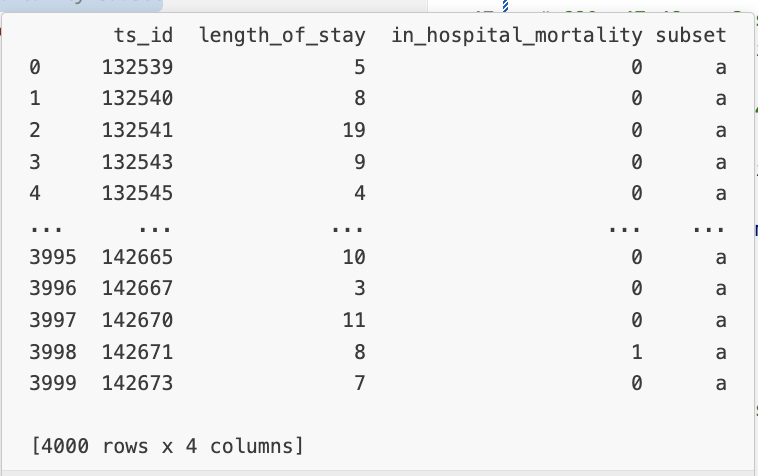 ts_id length_of_stay in_hospital_mortality subset
0 132539 5 0 a
1 132540 8 0 a
2 132541 19 0 a
3 132543 9 0 a
4 132545 4 0 a
... ... ... ... ...
3995 142665 10 0 a
3996 142667 3 0 a
3997 142670 11 0 a
3998 142671 8 1 a
3999 142673 7 0 a
[4000 rows x 4 columns]